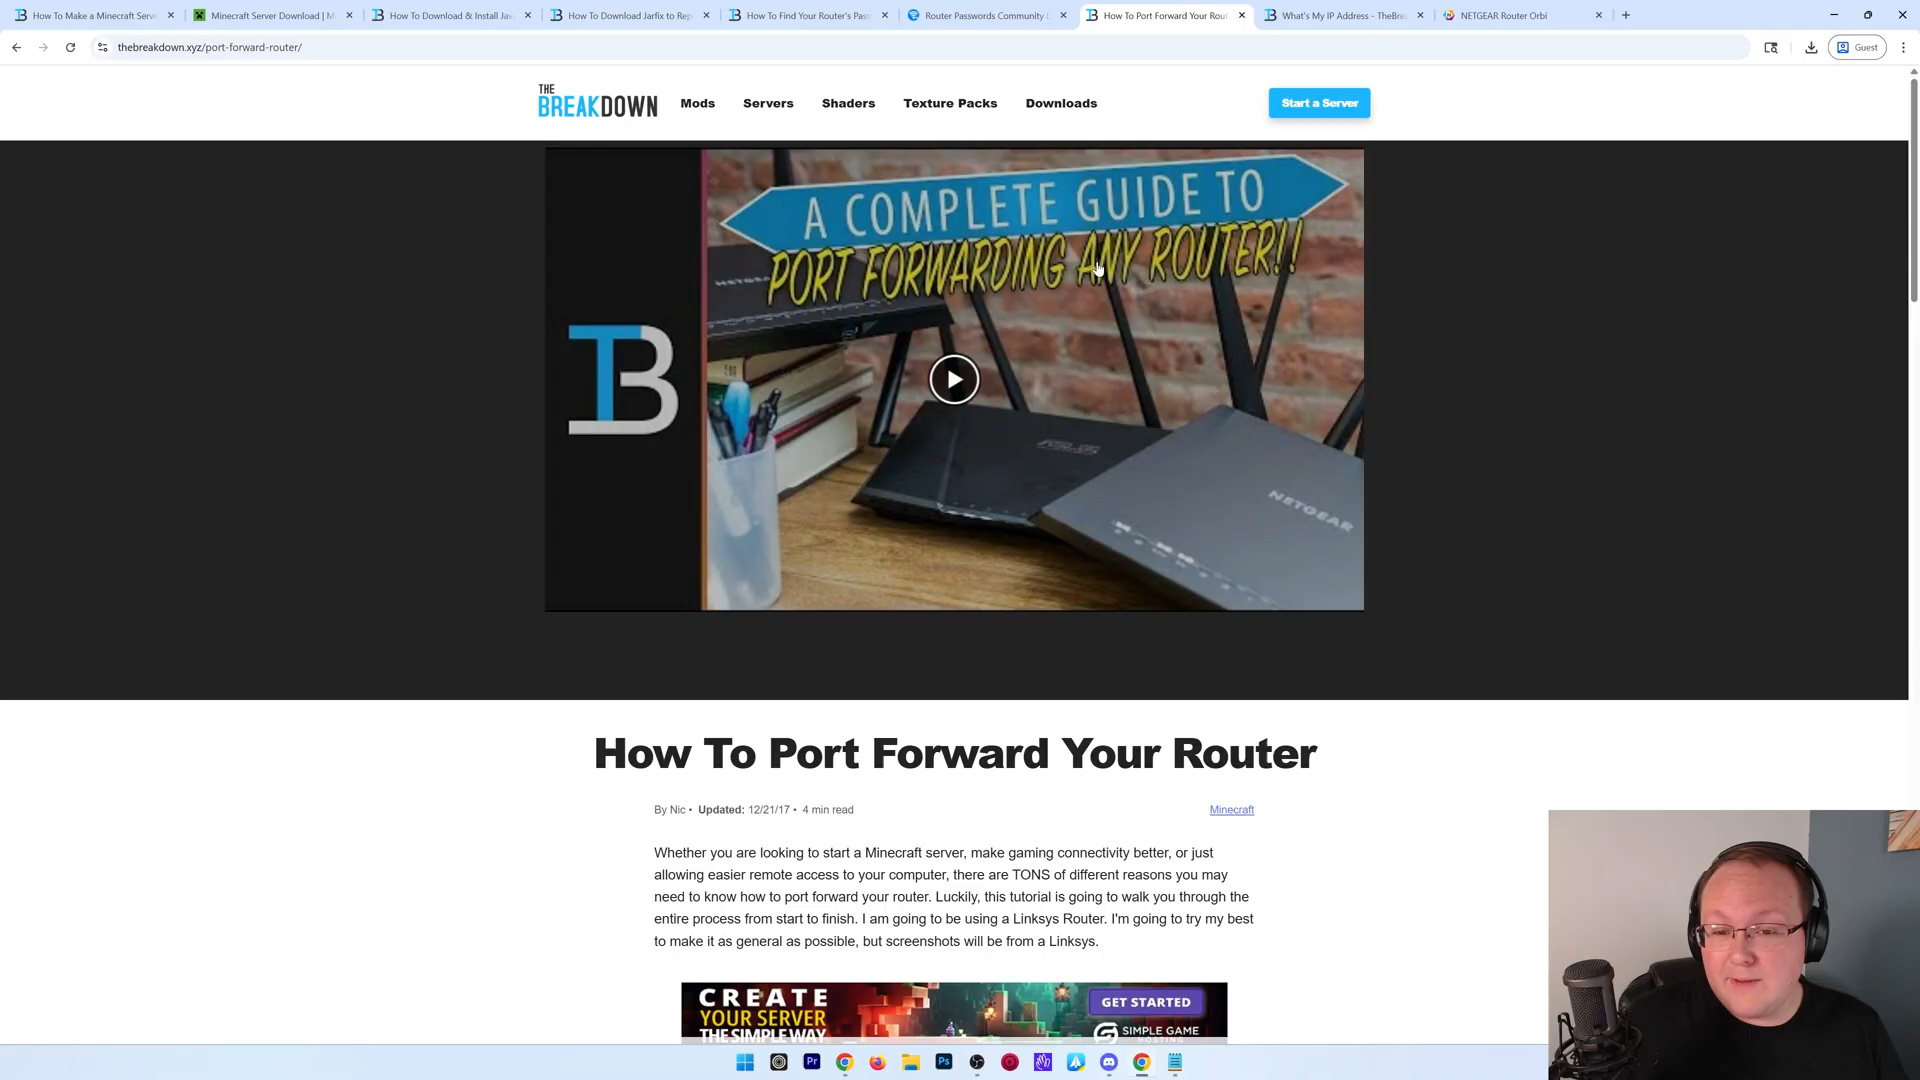 How To Make a Minecraft Serve
Minecraft Server Download | M
How To Download & Install Jav
How To Download Jarfix to Rep
How To Find Your Router's Pass
Router Passwords Community D
How To Port Forward Your Rout
What's My IP Address - TheBre
NETGEAR Router Orbi
thebreakdown.xyz/port-forward-router/
Guest
THE
BREAKDOWN
Mods
Servers
Shaders
Texture Packs
Downloads
Start a Server
A COMPLETE GUIDE TO
PORT FORWARDING ANY ROUTER!!
TB
ASUS
NETGEAR
How To Port Forward Your Router
By Nic • Updated: 12/21/17 • 4 min read
Minecraft
Whether you are looking to start a Minecraft server, make gaming connectivity better, or just
allowing easier remote access to your computer, there are TONS of different reasons you may
need to know how to port forward your router. Luckily, this tutorial is going to walk you through the
entire process from start to finish. I am going to be using a Linksys Router. I'm going to try my best
to make it as general as possible, but screenshots will be from a Linksys.
CREATE
YOUR SERVER
THE SIMPLE WAY
GET STARTED
SIMPLE GAME
Pr
Ps